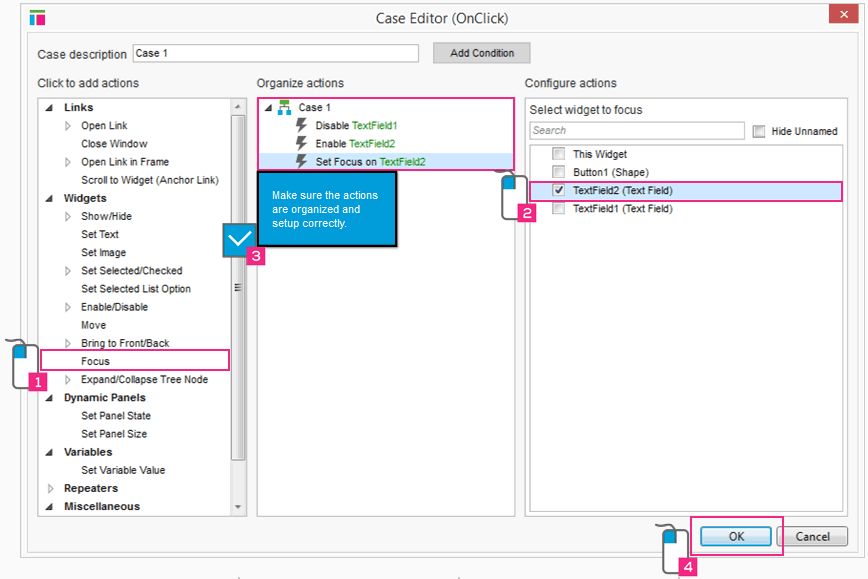 Case Editor (OnClick)
Case description Case 1 Add Condition
Click to add actions
Links
Open Link
Close Window
Open Link in Frame
Scroll to Widget (Anchor Link)
Widgets
Show/Hide
Set Text
Set Image
Set Selected/Checked
Set Selected List Option
Enable/Disable
Move
Bring to Front/Back
Focus
1
Expand/Collapse Tree Node
Dynamic Panels
Set Panel State
Set Panel Size
Variables
Set Variable Value
Repeaters
Miscellaneous
Organize actions
Case 1
Disable TextField1
Enable TextField2
Set Focus on TextField2
Make sure the actions
are organized and
setup correctly.
3
Configure actions
Select widget to focus
Search Hide Unnamed
This Widget
Button1 (Shape)
TextField2 (Text Field)
2
TextField1 (Text Field)
OK Cancel
4